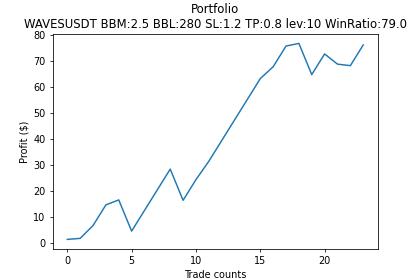 Portfolio
WAVESUSDT BBM:2.5 BBL:280 SL:1.2 TP:0.8 lev:10 WinRatio:79.0
80
70
60
50
40
30
20
10
0
Profit ($)
0 5 10 15 20
Trade counts